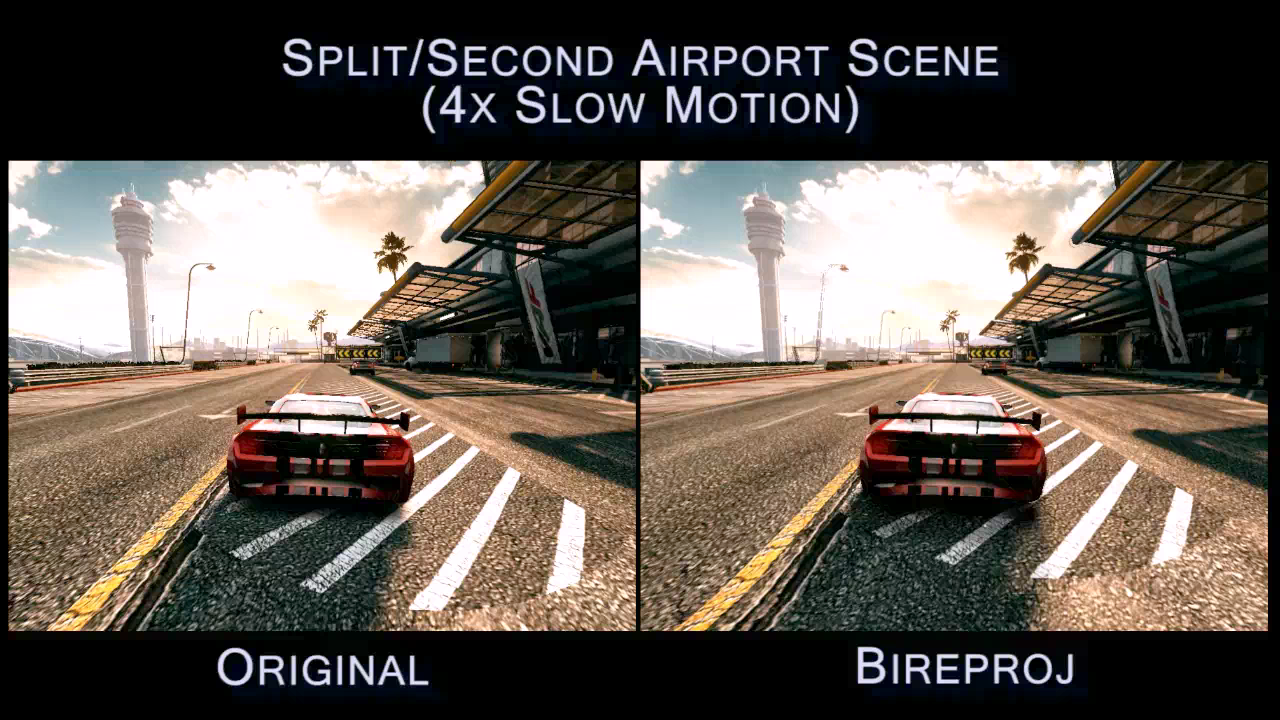 SPLIT/SECOND AIRPORT SCENE
(4X SLOW MOTION)
ORIGINAL
BIREPROJ